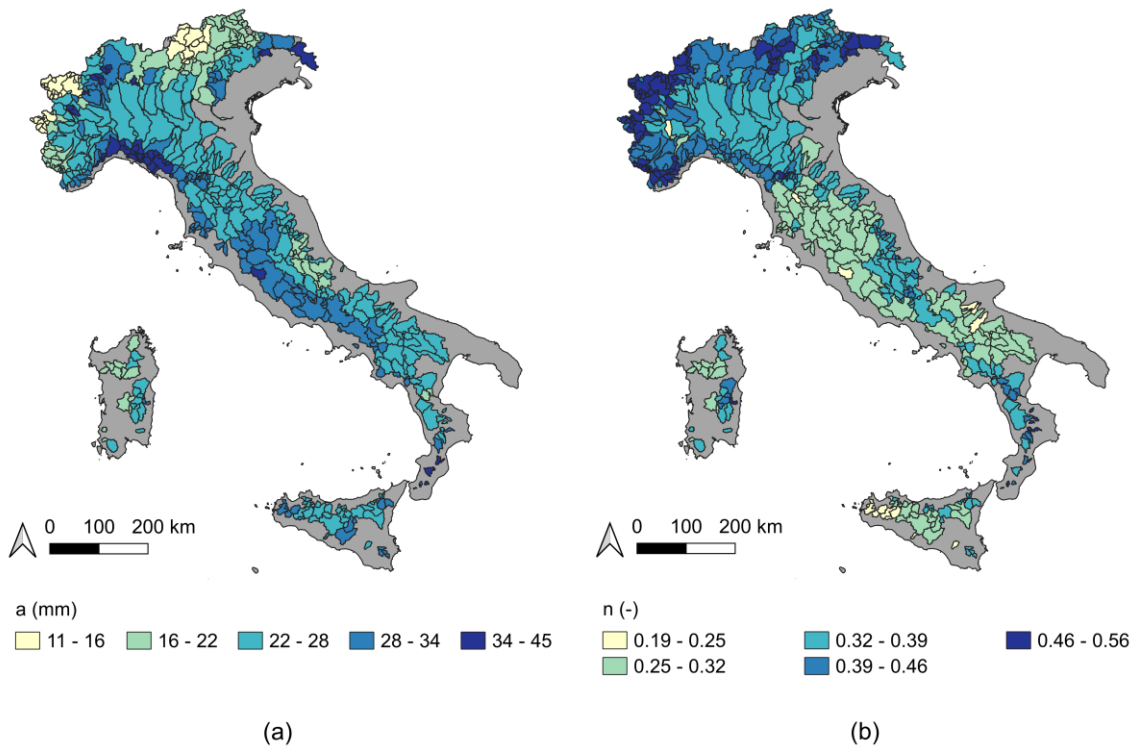 0 100 200 km
a (mm)
11 - 16 16 - 22 22 - 28 28 - 34 34 - 45
(a)
0 100 200 km
n (-)
0.19 - 0.25 0.32 - 0.39 0.46 - 0.56
0.25 - 0.32 0.39 - 0.46
(b)